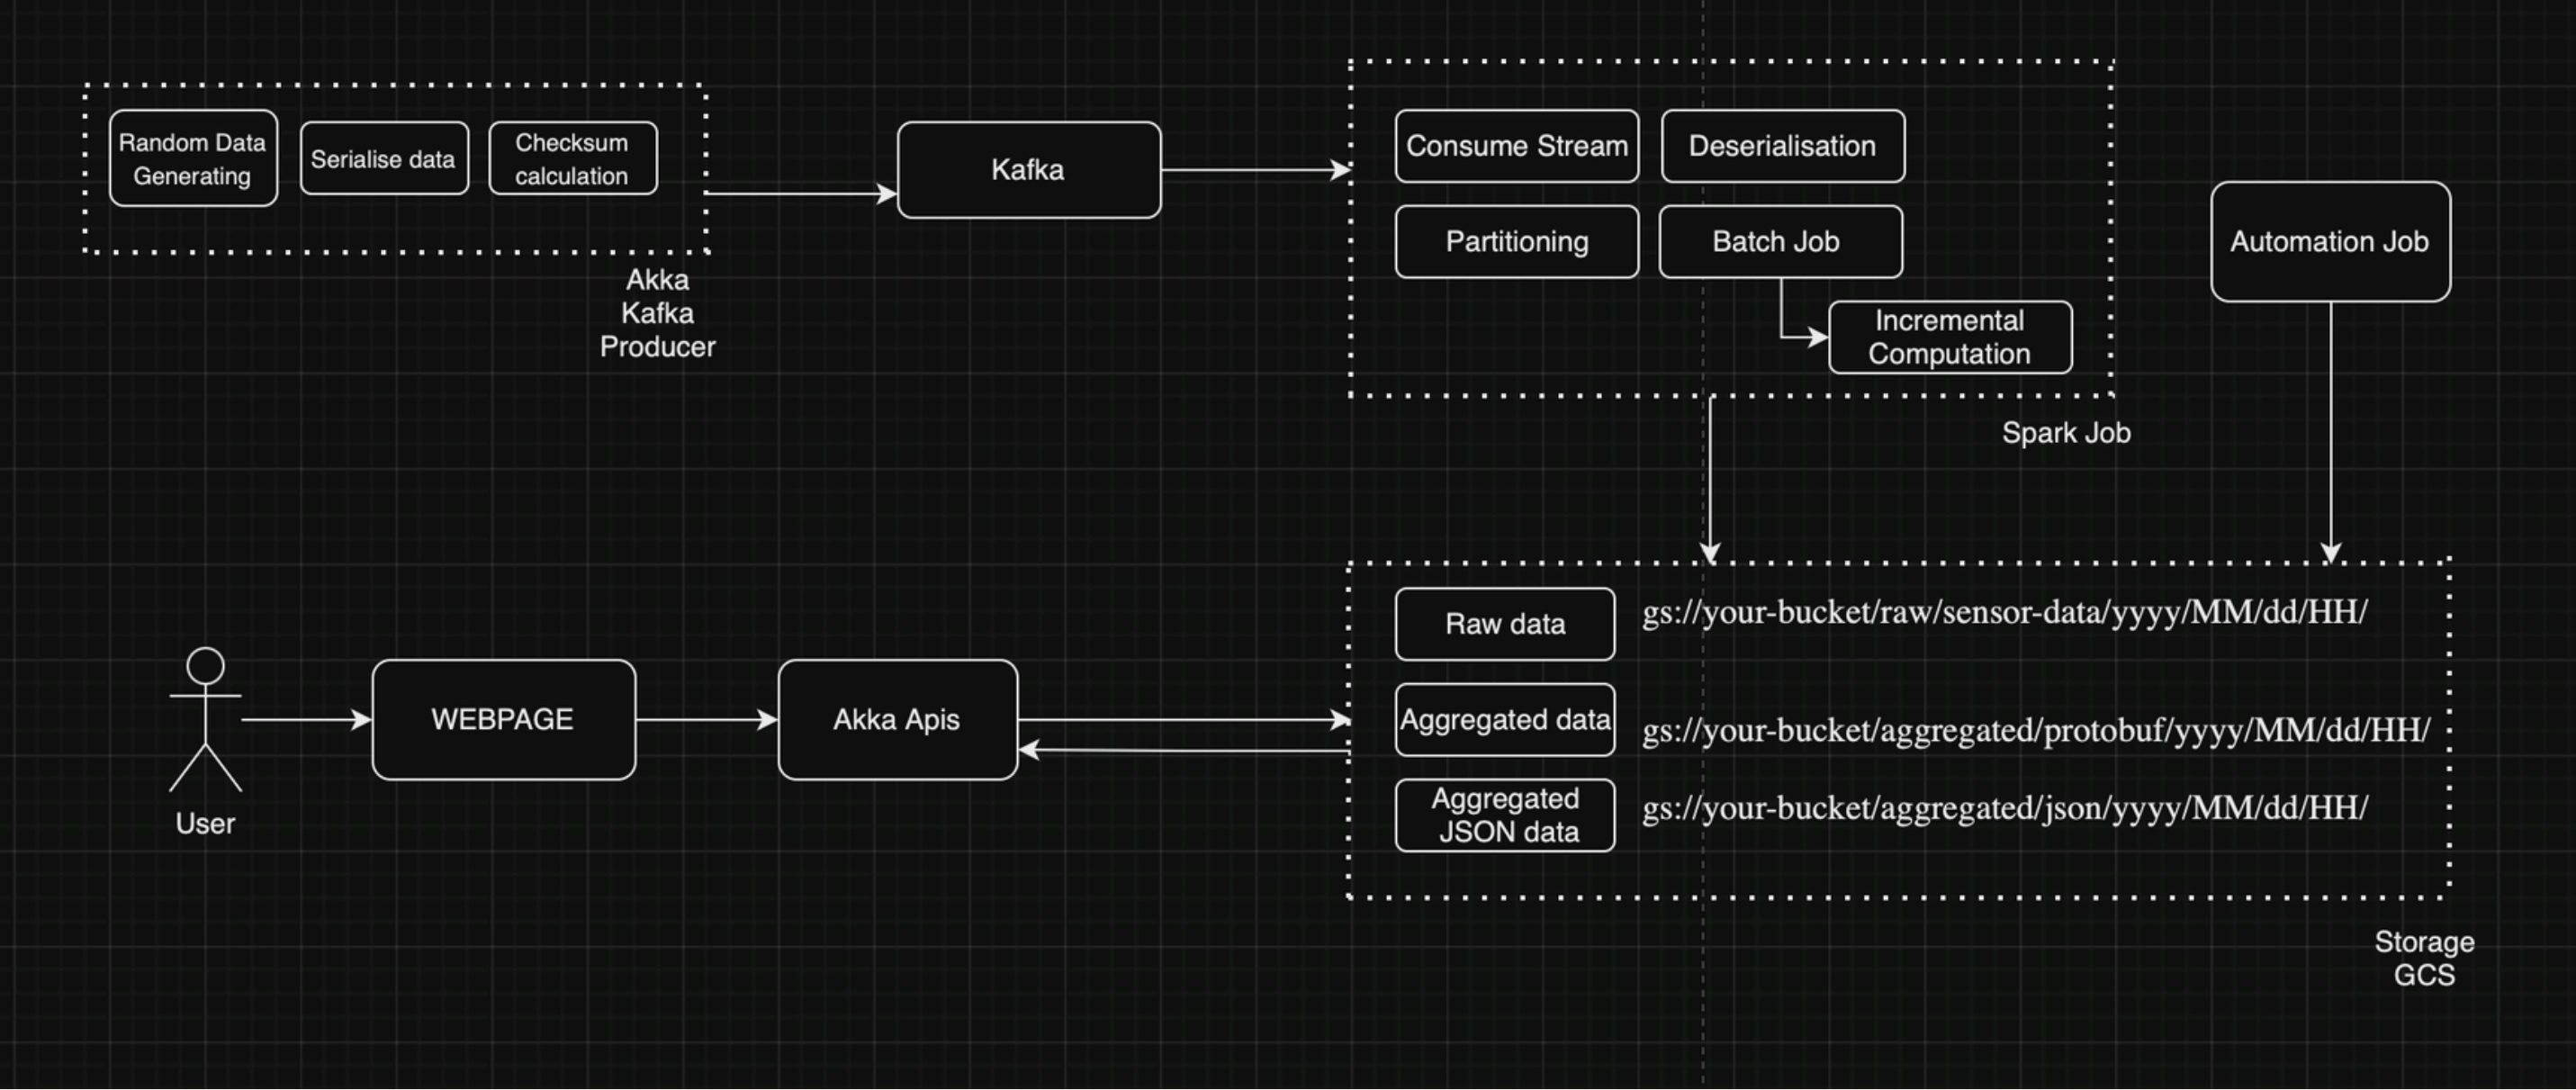 Random Data
Generating
Serialise data
Checksum
calculation
Akka
Kafka
Producer
Kafka
Consume Stream
Deserialisation
Partitioning
Batch Job
Incremental
Computation
Spark Job
Automation Job
User
WEBPAGE
Akka Apis
Raw data
gs://your-bucket/raw/sensor-data/yyyy/MM/dd/HH/
Aggregated data
gs://your-bucket/aggregated/protobuf/yyyy/MM/dd/HH/
Aggregated
JSON data
gs://your-bucket/aggregated/json/yyyy/MM/dd/HH/
Storage
GCS